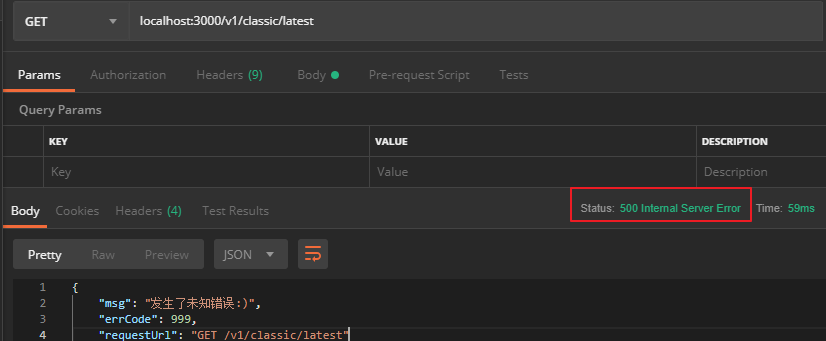 GET localhost:3000/v1/classic/latest
Params Authorization Headers (9) Body Pre-request Script Tests
Query Params
KEY VALUE DESCRIPTION
Key Value Description
Body Cookies Headers (4) Test Results Status: 500 Internal Server Error Time: 59ms
Pretty Raw Preview JSON
1 {
2 "msg": "发生了未知错误:)",
3 "errCode": 999,
4 "requestUrl": "GET /v1/classic/latest"